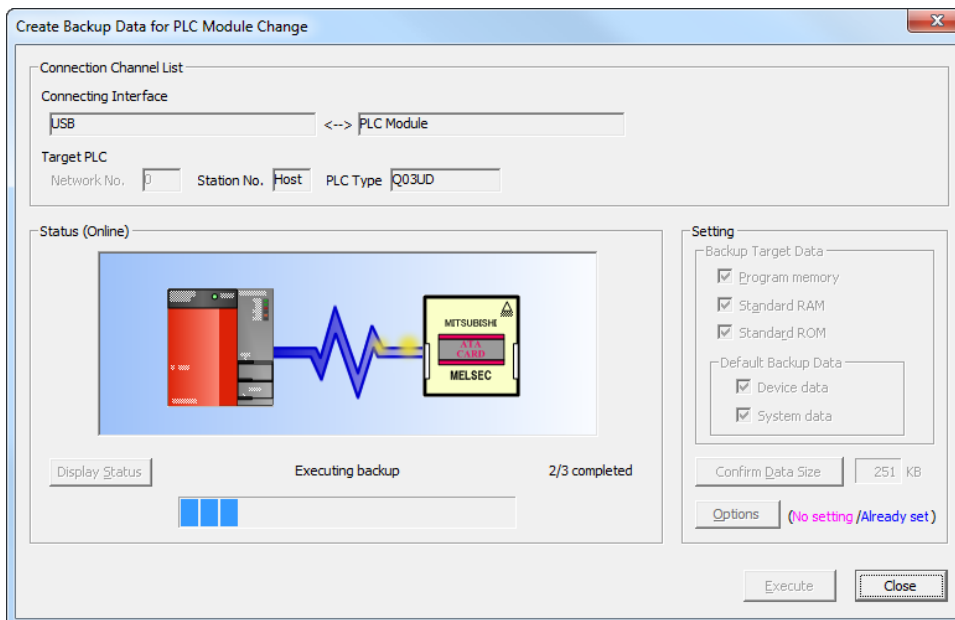 Create Backup Data for PLC Module Change
Connection Channel List
Connecting Interface
USB <--> PLC Module
Target PLC
Network No. 0 Station No. Host PLC Type Q03UD
Status (Online)
MITSUBISHI
ATA
CARD
MELSEC
Display Status Executing backup 2/3 completed
Setting
Backup Target Data
Program memory
Standard RAM
Standard ROM
Default Backup Data
Device data
System data
Confirm Data Size 251 KB
Options (No setting /Already set )
Execute Close